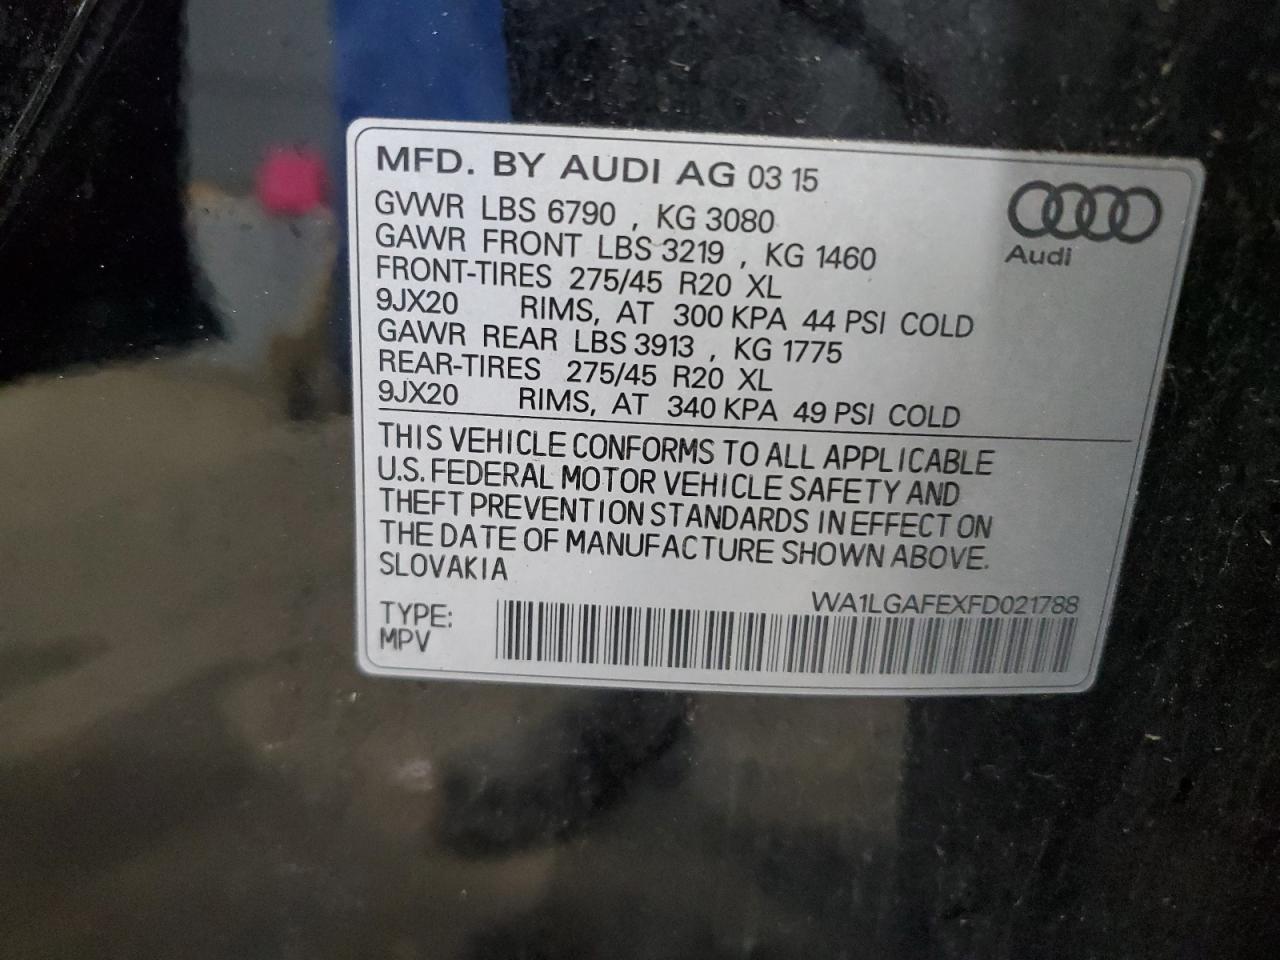 MFD. BY AUDI AG 03 15
GVWR LBS 6790 , KG 3080
GAWR FRONT LBS 3219 , KG 1460
FRONT-TIRES 275/45 R20 XL
9JX20 RIMS, AT 300 KPA 44 PSI COLD
GAWR REAR LBS 3913 , KG 1775
REAR-TIRES 275/45 R20 XL
9JX20 RIMS, AT 340 KPA 49 PSI COLD
Audi
THIS VEHICLE CONFORMS TO ALL APPLICABLE
U.S. FEDERAL MOTOR VEHICLE SAFETY AND
THEFT PREVENTION STANDARDS IN EFFECT ON
THE DATE OF MANUFACTURE SHOWN ABOVE.
SLOVAKIA
WA1LGAFEXFD021788
TYPE:
MPV